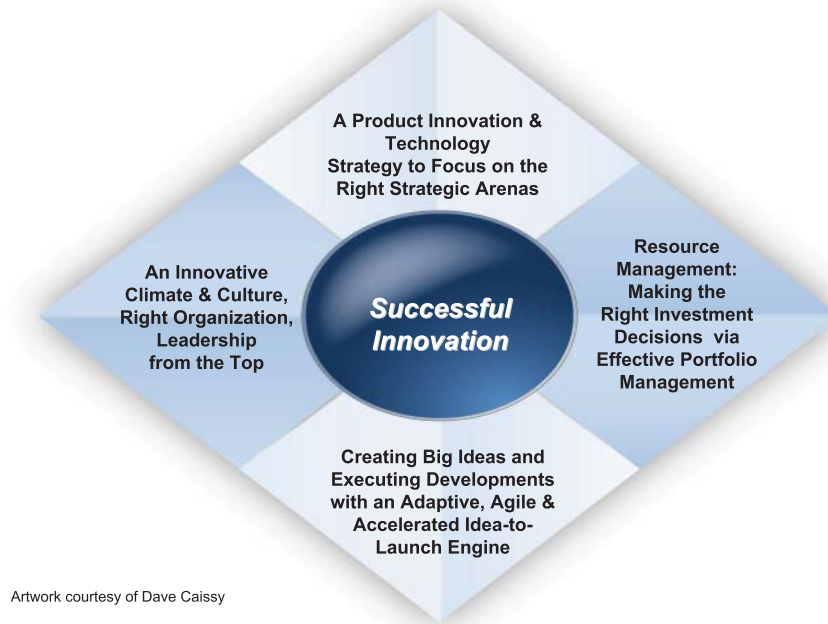 A Product Innovation &
Technology
Strategy to Focus on the
Right Strategic Arenas
An Innovative
Climate & Culture,
Right Organization,
Leadership
from the Top
Successful
Innovation
Resource
Management:
Making the
Right Investment
Decisions via
Effective Portfolio
Management
Creating Big Ideas and
Executing Developments
with an Adaptive, Agile &
Accelerated Idea-to-
Launch Engine
Artwork courtesy of Dave Caissy